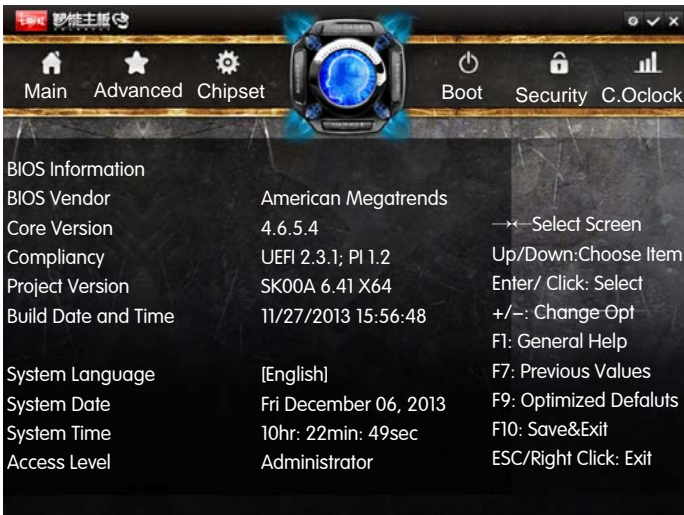 智能主板
Main Advanced Chipset Boot Security C.Oclock
BIOS Information
BIOS Vendor American Megatrends
Core Version 4.6.5.4
Compliancy UEFI 2.3.1; PI 1.2
Project Version SK00A 6.41 X64
Build Date and Time 11/27/2013 15:56:48
System Language [English]
System Date Fri December 06, 2013
System Time 10hr: 22min: 49sec
Access Level Administrator
→←Select Screen
Up/Down:Choose Item
Enter/ Click: Select
+/−: Change Opt
F1: General Help
F7: Previous Values
F9: Optimized Defaluts
F10: Save&Exit
ESC/Right Click: Exit